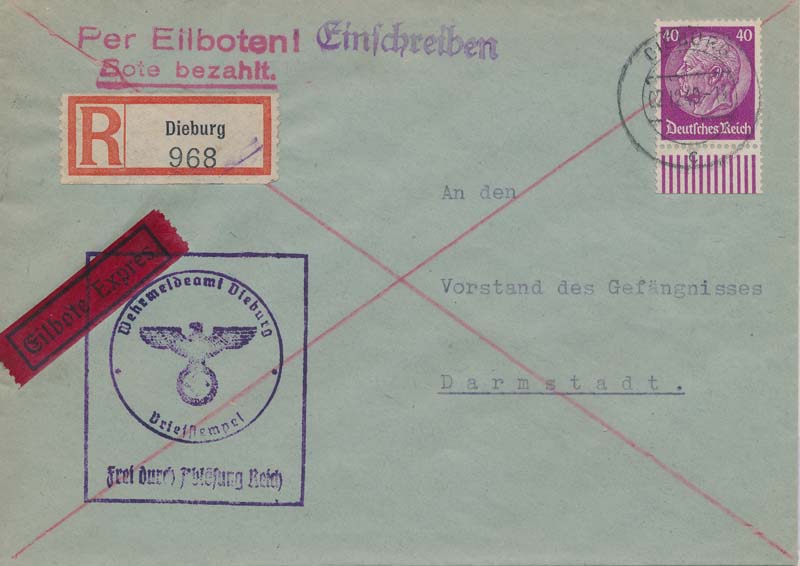 Per Eilboten! Einschreiben
Bote bezahlt.
40 40
Deutsches Reich
R Dieburg
968
c
An den
Vorstand des Gefängnisses
Darmstadt.
Eilbote Expres
Wehrmeldeamt Dieburg
Briefstempel
Frei durch Ablösung Reich